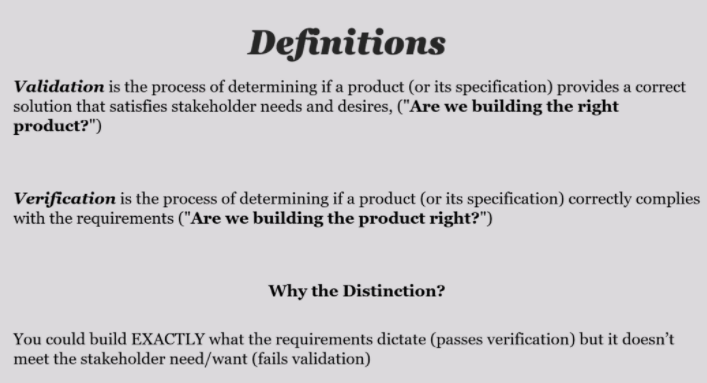 Definitions
Validation is the process of determining if a product (or its specification) provides a correct
solution that satisfies stakeholder needs and desires, ("Are we building the right
product?")
Verification is the process of determining if a product (or its specification) correctly complies
with the requirements ("Are we building the product right?")
Why the Distinction?
You could build EXACTLY what the requirements dictate (passes verification) but it doesn’t
meet the stakeholder need/want (fails validation)